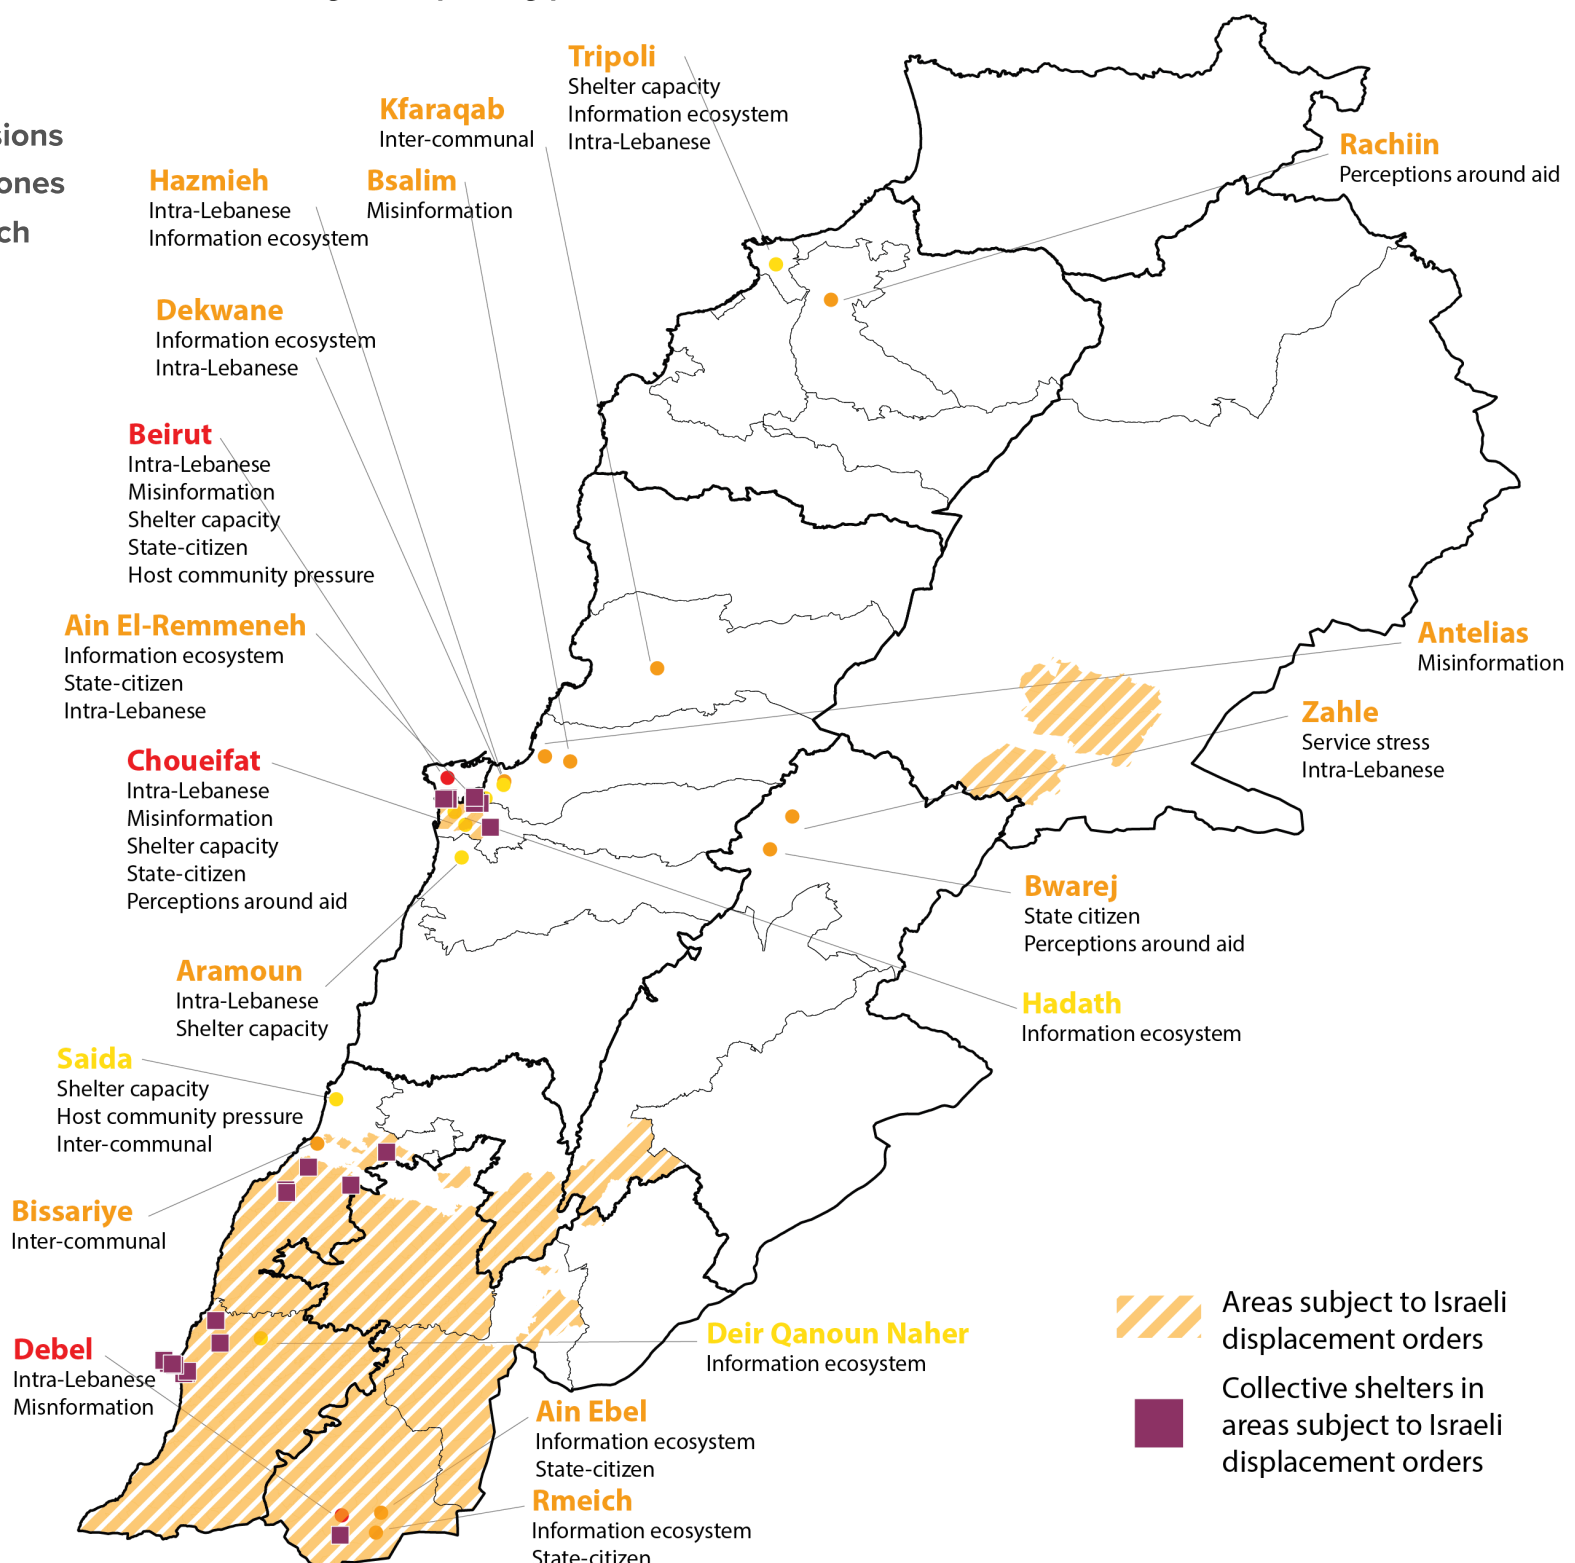 Tripoli
Shelter capacity
Information ecosystem
Intra-Lebanese
Kfaraqab
Inter-communal
sions
ones
ch
Rachiin
Perceptions around aid
Hazmieh
Intra-Lebanese
Information ecosystem
Bsalim
Misinformation
Dekwane
Information ecosystem
Intra-Lebanese
Beirut
Intra-Lebanese
Misinformation
Shelter capacity
State-citizen
Host community pressure
Ain El-Remmeneh
Information ecosystem
State-citizen
Intra-Lebanese
Antelias
Misinformation
Zahle
Service stress
Intra-Lebanese
Choueifat
Intra-Lebanese
Misinformation
Shelter capacity
State-citizen
Perceptions around aid
Bwarej
State citizen
Perceptions around aid
Aramoun
Intra-Lebanese
Shelter capacity
Hadath
Information ecosystem
Saida
Shelter capacity
Host community pressure
Inter-communal
Bissariye
Inter-communal
Debel
Intra-Lebanese
Misnformation
Deir Qanoun Naher
Information ecosystem
Ain Ebel
Information ecosystem
State-citizen
Rmeich
Information ecosystem
State-citizen
Areas subject to Israeli
displacement orders
Collective shelters in
areas subject to Israeli
displacement orders